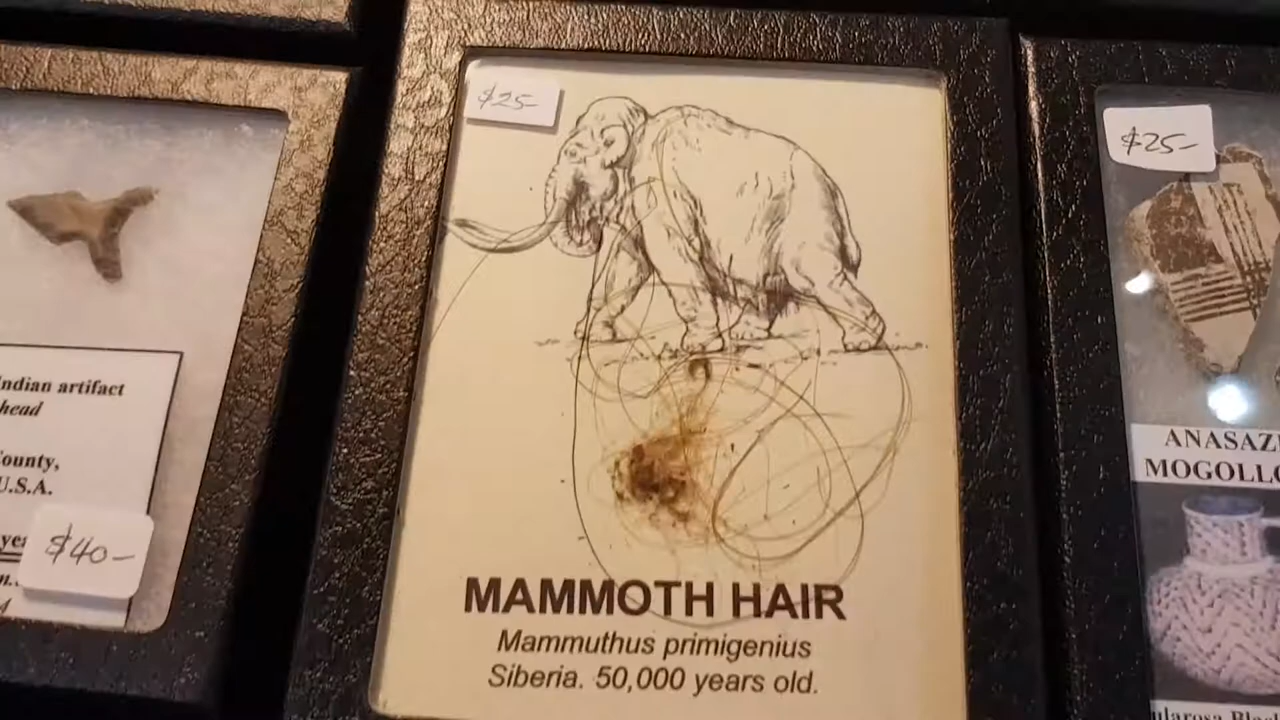 Indian artifact
head
County,
U.S.A.
$40-
$25-
MAMMOTH HAIR
Mammuthus primigenius
Siberia. 50,000 years old.
$25-
ANASAZI
MOGOLLO